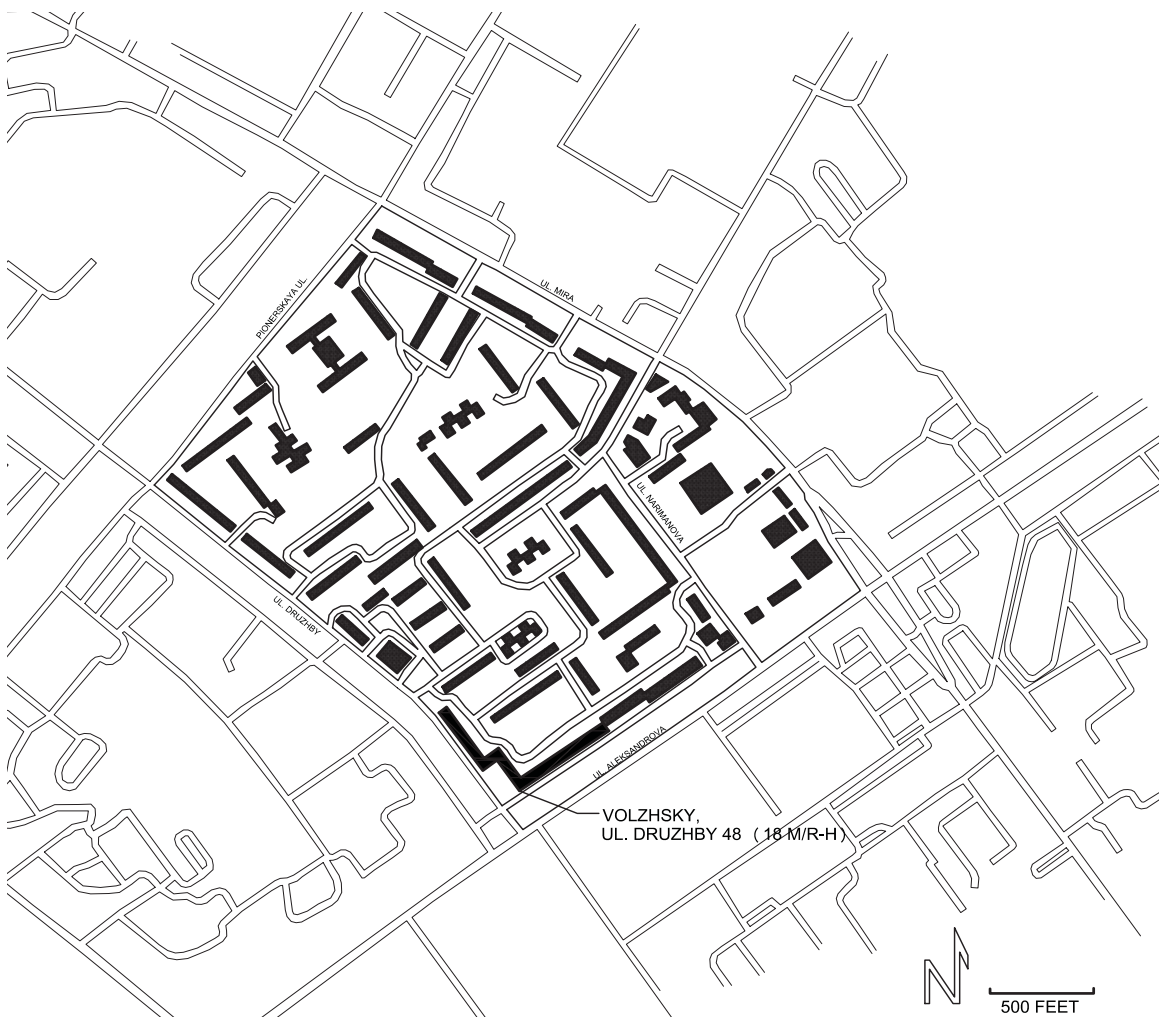 UL. MIRA
PIONERSKAYA UL.
UL. NARIMANOVA
UL. DRUZHBY
UL. ALEKSANDROVA
VOLZHSKY,
UL. DRUZHBY 48 ( 18 M/R-H)
N
500 FEET